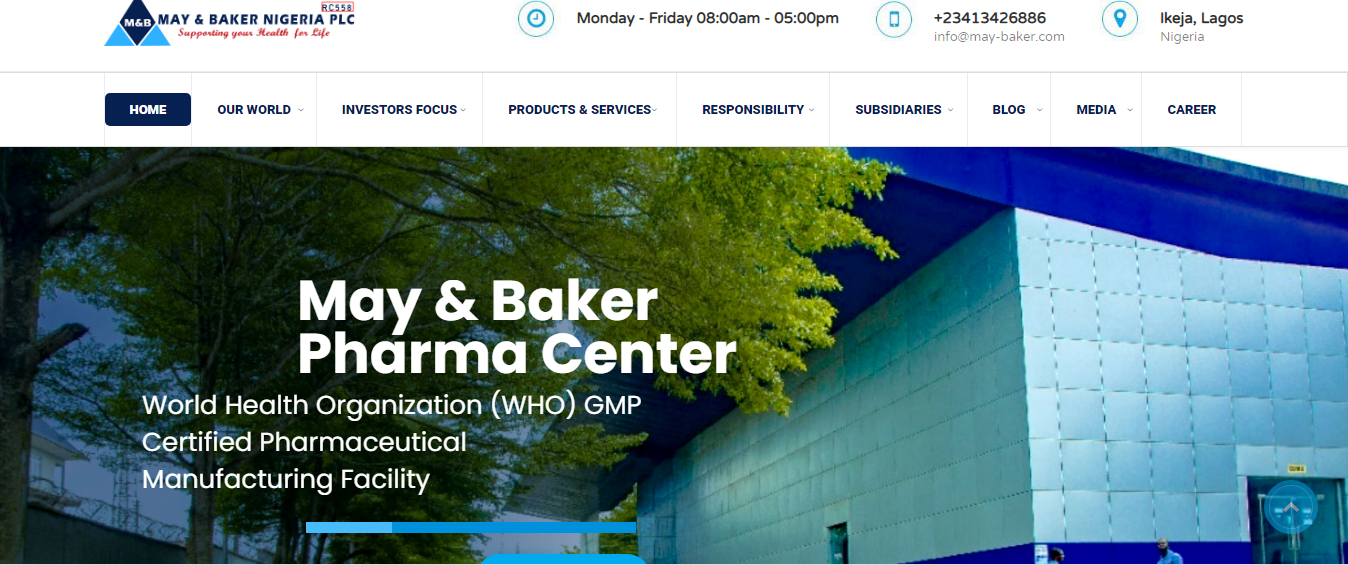 RC558
M&B
MAY & BAKER NIGERIA PLC
Supporting your Health for Life
Monday - Friday 08:00am - 05:00pm
+23413426886
info@may-baker.com
Ikeja, Lagos
Nigeria
HOME
OUR WORLD
INVESTORS FOCUS
PRODUCTS & SERVICES
RESPONSIBILITY
SUBSIDIARIES
BLOG
MEDIA
CAREER
May & Baker
Pharma Center
World Health Organization (WHO) GMP
Certified Pharmaceutical
Manufacturing Facility